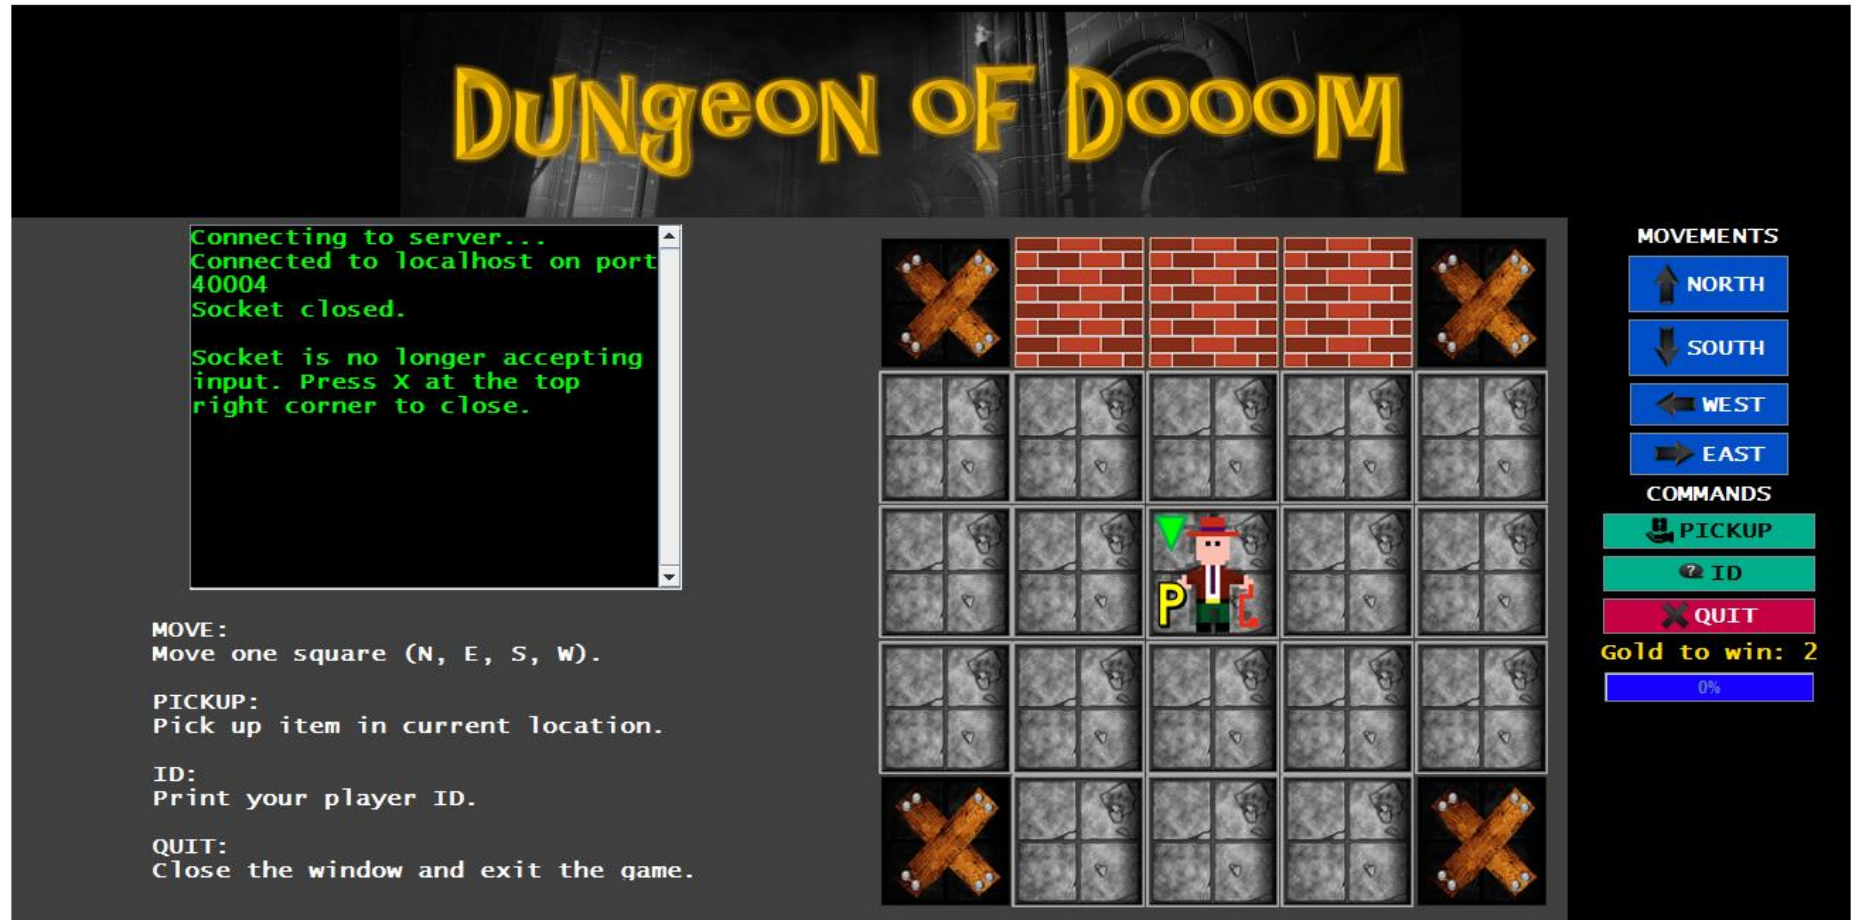 DUNgeoN oF DoooM
Connecting to server...
Connected to localhost on port
40004
Socket closed.
Socket is no longer accepting
input. Press X at the top
right corner to close.
MOVE:
Move one square (N, E, S, W).
PICKUP:
Pick up item in current location.
ID:
Print your player ID.
QUIT:
Close the window and exit the game.
P
MOVEMENTS
NORTH
SOUTH
WEST
EAST
COMMANDS
PICKUP
ID
QUIT
Gold to win: 2
0%